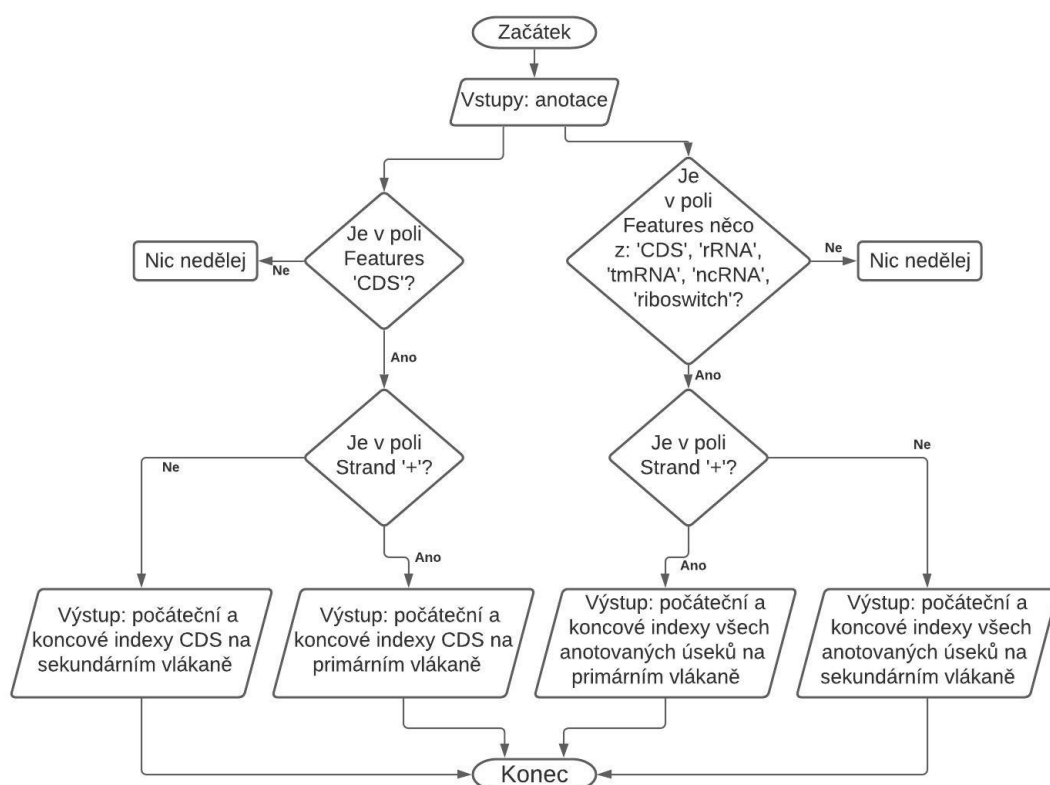 Začátek
Vstupy: anotace
Je v poli
Features
'CDS'?
Ne
Nic nedělej
Ano
Je
v poli
Features něco
z: 'CDS', 'rRNA',
'tmRNA', 'ncRNA',
'riboswitch'?
Ne
Nic nedělej
Ano
Je v poli
Strand '+'?
Ne
Ano
Je v poli
Strand '+'?
Ne
Ano
Výstup: počáteční a
koncové indexy CDS na
sekundárním vlákaně
Výstup: počáteční a
koncové indexy CDS na
primárním vlákaně
Výstup: počáteční a
koncové indexy všech
anotovaných úseků na
primárním vlákaně
Výstup: počáteční a
koncové indexy všech
anotovaných úseků na
sekundárním vlákaně
Konec